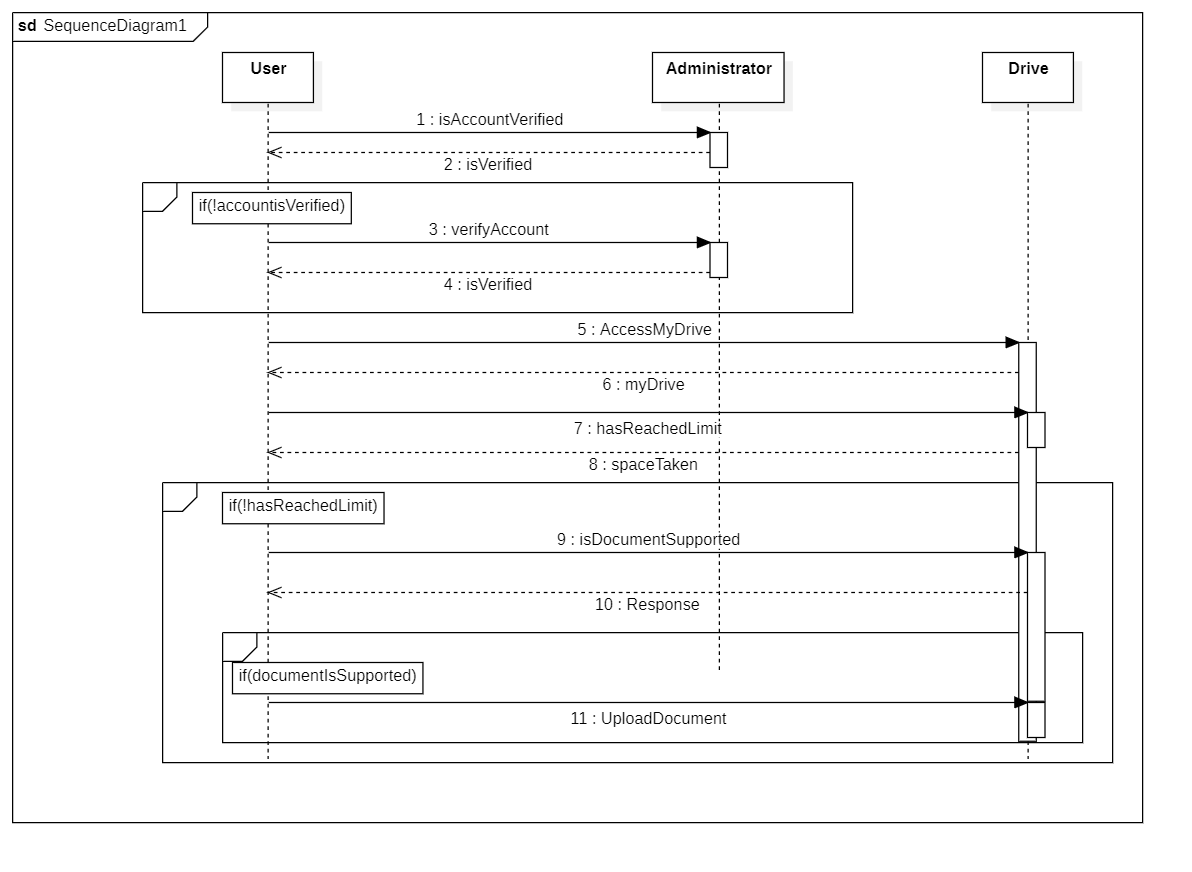 sd SequenceDiagram1
User
Administrator
Drive
1 : isAccountVerified
2 : isVerified
if(!accountisVerified)
3 : verifyAccount
4 : isVerified
5 : AccessMyDrive
6 : myDrive
7 : hasReachedLimit
8 : spaceTaken
if(!hasReachedLimit)
9 : isDocumentSupported
10 : Response
if(documentIsSupported)
11 : UploadDocument